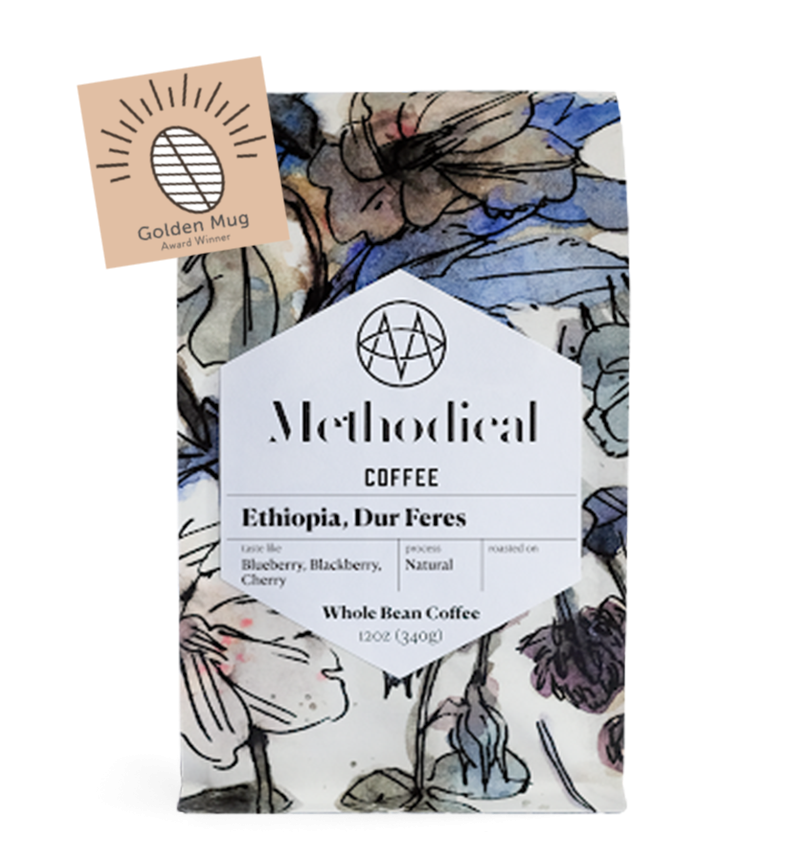 Golden Mug
Award Winner
Methodical
COFFEE
Ethiopia, Dur Feres
taste like
Blueberry, Blackberry,
Cherry
process
Natural
roasted on
Whole Bean Coffee
12oz (340g)